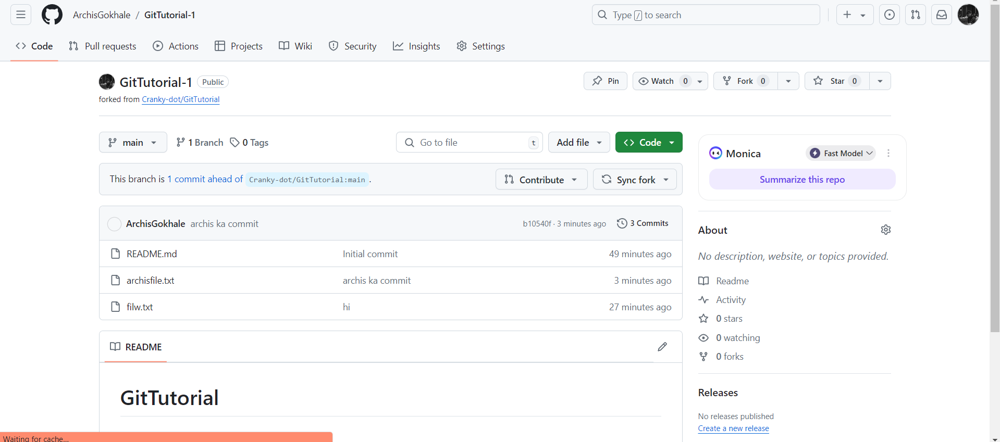 ArchisGokhale / GitTutorial-1
Type / to search
Code Pull requests Actions Projects Wiki Security Insights Settings
GitTutorial-1 Public
Pin Watch 0 Fork 0 Star 0
forked from Cranky-dot/GitTutorial
main 1 Branch 0 Tags Go to file t Add file Code
This branch is 1 commit ahead of Cranky-dot/GitTutorial:main .
Contribute Sync fork
ArchisGokhale archis ka commit b10540f · 3 minutes ago 3 Commits
README.md Initial commit 49 minutes ago
archisfile.txt archis ka commit 3 minutes ago
filw.txt hi 27 minutes ago
README
GitTutorial
Monica Fast Model
Summarize this repo
About
No description, website, or topics provided.
Readme
Activity
0 stars
0 watching
0 forks
Releases
No releases published
Create a new release
Waiting for cache...